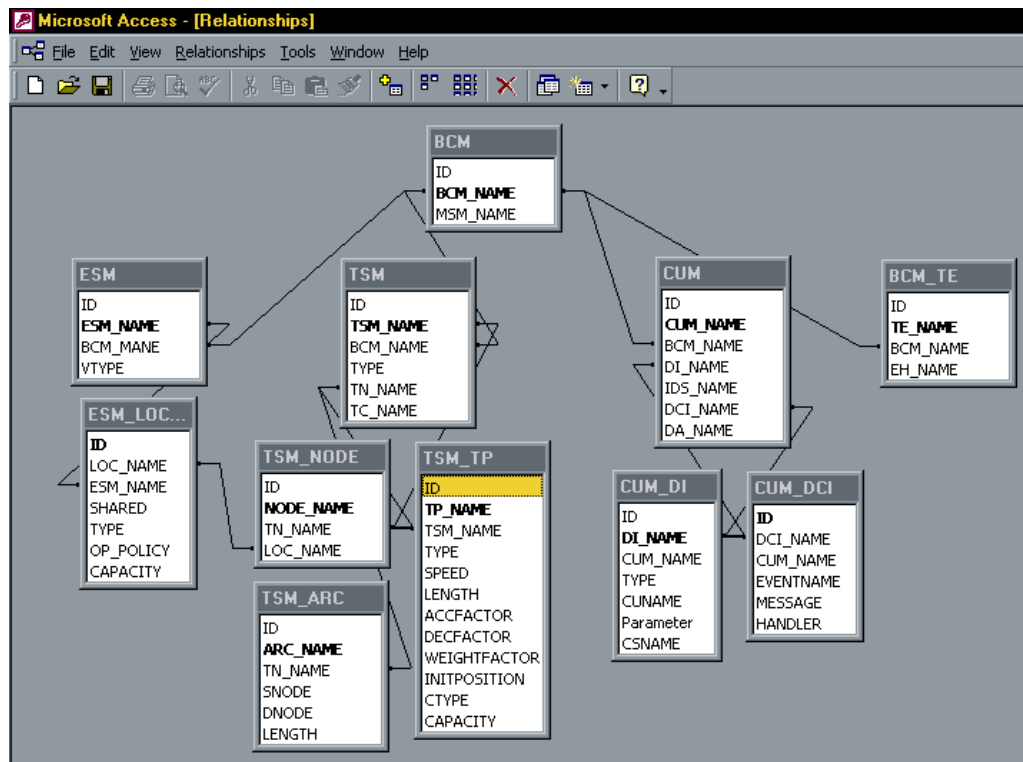 Microsoft Access - [Relationships]
File Edit View Relationships Tools Window Help
BCM
ID
BCM_NAME
MSM_NAME
ESM
ID
ESM_NAME
BCM_MANE
VTYPE
TSM
ID
TSM_NAME
BCM_NAME
TYPE
TN_NAME
TC_NAME
CUM
ID
CUM_NAME
BCM_NAME
DI_NAME
IDS_NAME
DCI_NAME
DA_NAME
BCM_TE
ID
TE_NAME
BCM_NAME
EH_NAME
ESM_LOC...
ID
LOC_NAME
ESM_NAME
SHARED
TYPE
OP_POLICY
CAPACITY
TSM_NODE
ID
NODE_NAME
TN_NAME
LOC_NAME
TSM_TP
ID
TP_NAME
TSM_NAME
TYPE
SPEED
LENGTH
ACCFACTOR
DECFACTOR
WEIGHTFACTOR
INITPOSITION
CTYPE
CAPACITY
CUM_DI
ID
DI_NAME
CUM_NAME
TYPE
CUNAME
Parameter
CSNAME
CUM_DCI
ID
DCI_NAME
CUM_NAME
EVENTNAME
MESSAGE
HANDLER
TSM_ARC
ID
ARC_NAME
TN_NAME
SNODE
DNODE
LENGTH